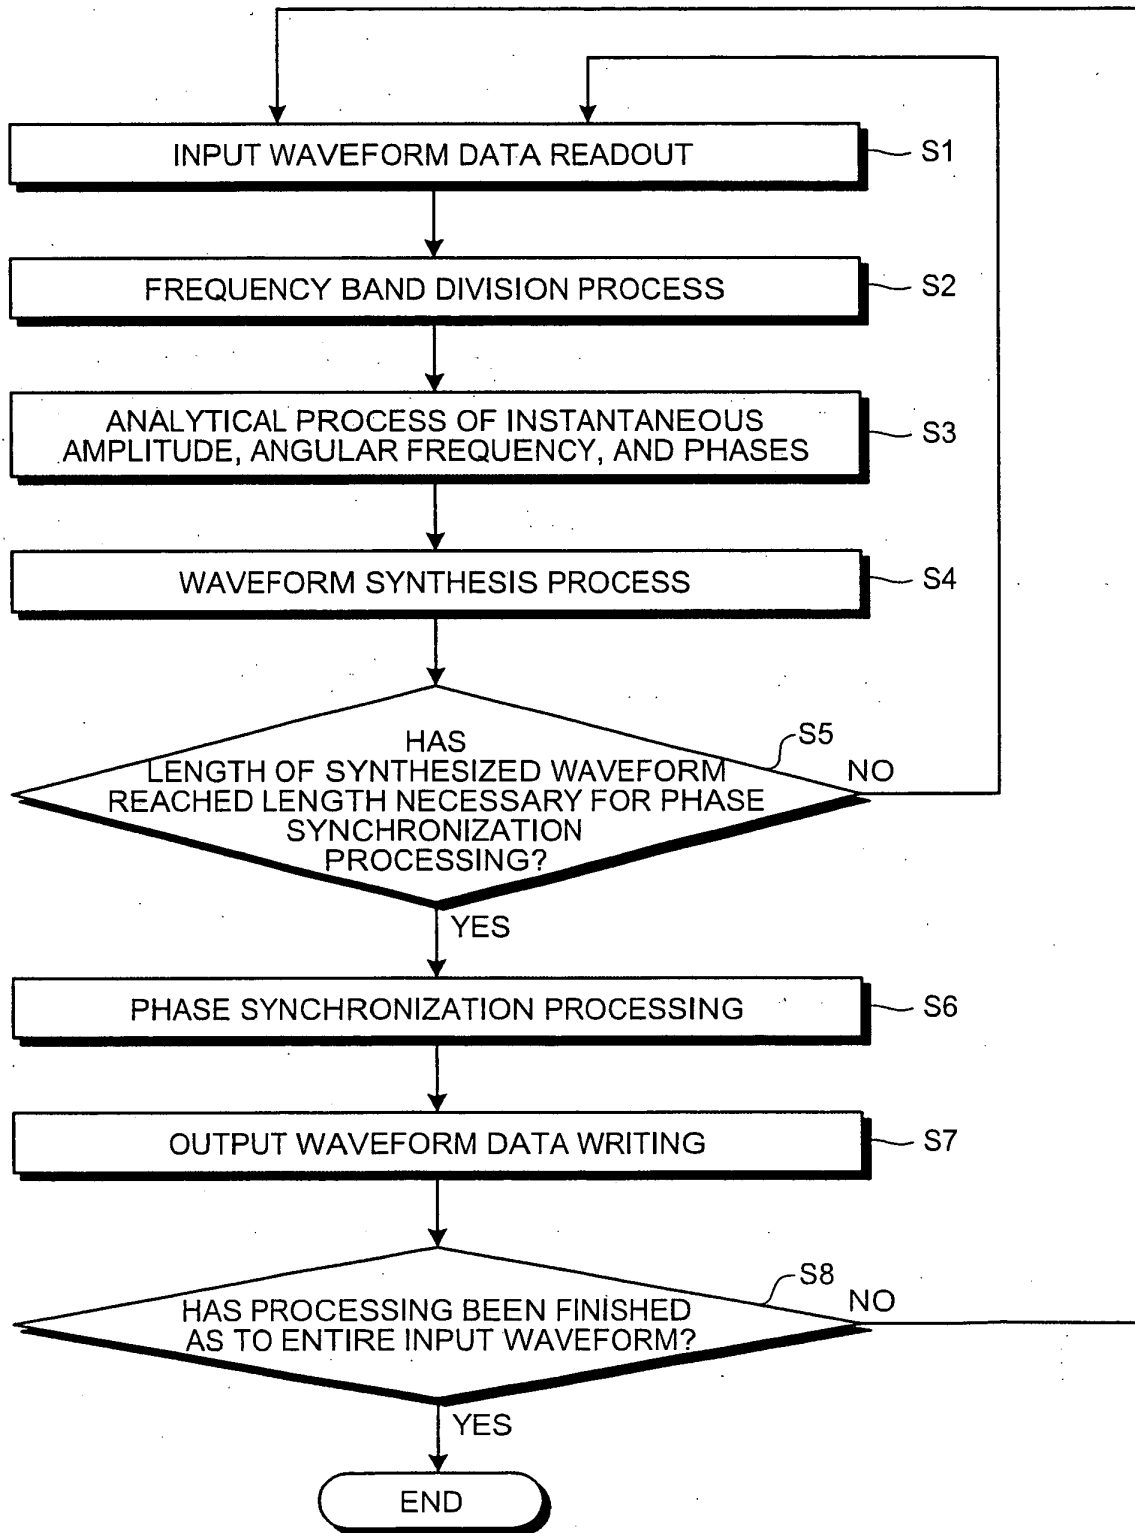 INPUT WAVEFORM DATA READOUT
S1
FREQUENCY BAND DIVISION PROCESS
S2
ANALYTICAL PROCESS OF INSTANTANEOUS
AMPLITUDE, ANGULAR FREQUENCY, AND PHASES
S3
WAVEFORM SYNTHESIS PROCESS
S4
HAS
LENGTH OF SYNTHESIZED WAVEFORM
REACHED LENGTH NECESSARY FOR PHASE
SYNCHRONIZATION
PROCESSING?
S5
NO
YES
PHASE SYNCHRONIZATION PROCESSING
S6
OUTPUT WAVEFORM DATA WRITING
S7
HAS PROCESSING BEEN FINISHED
AS TO ENTIRE INPUT WAVEFORM?
S8
NO
YES
END